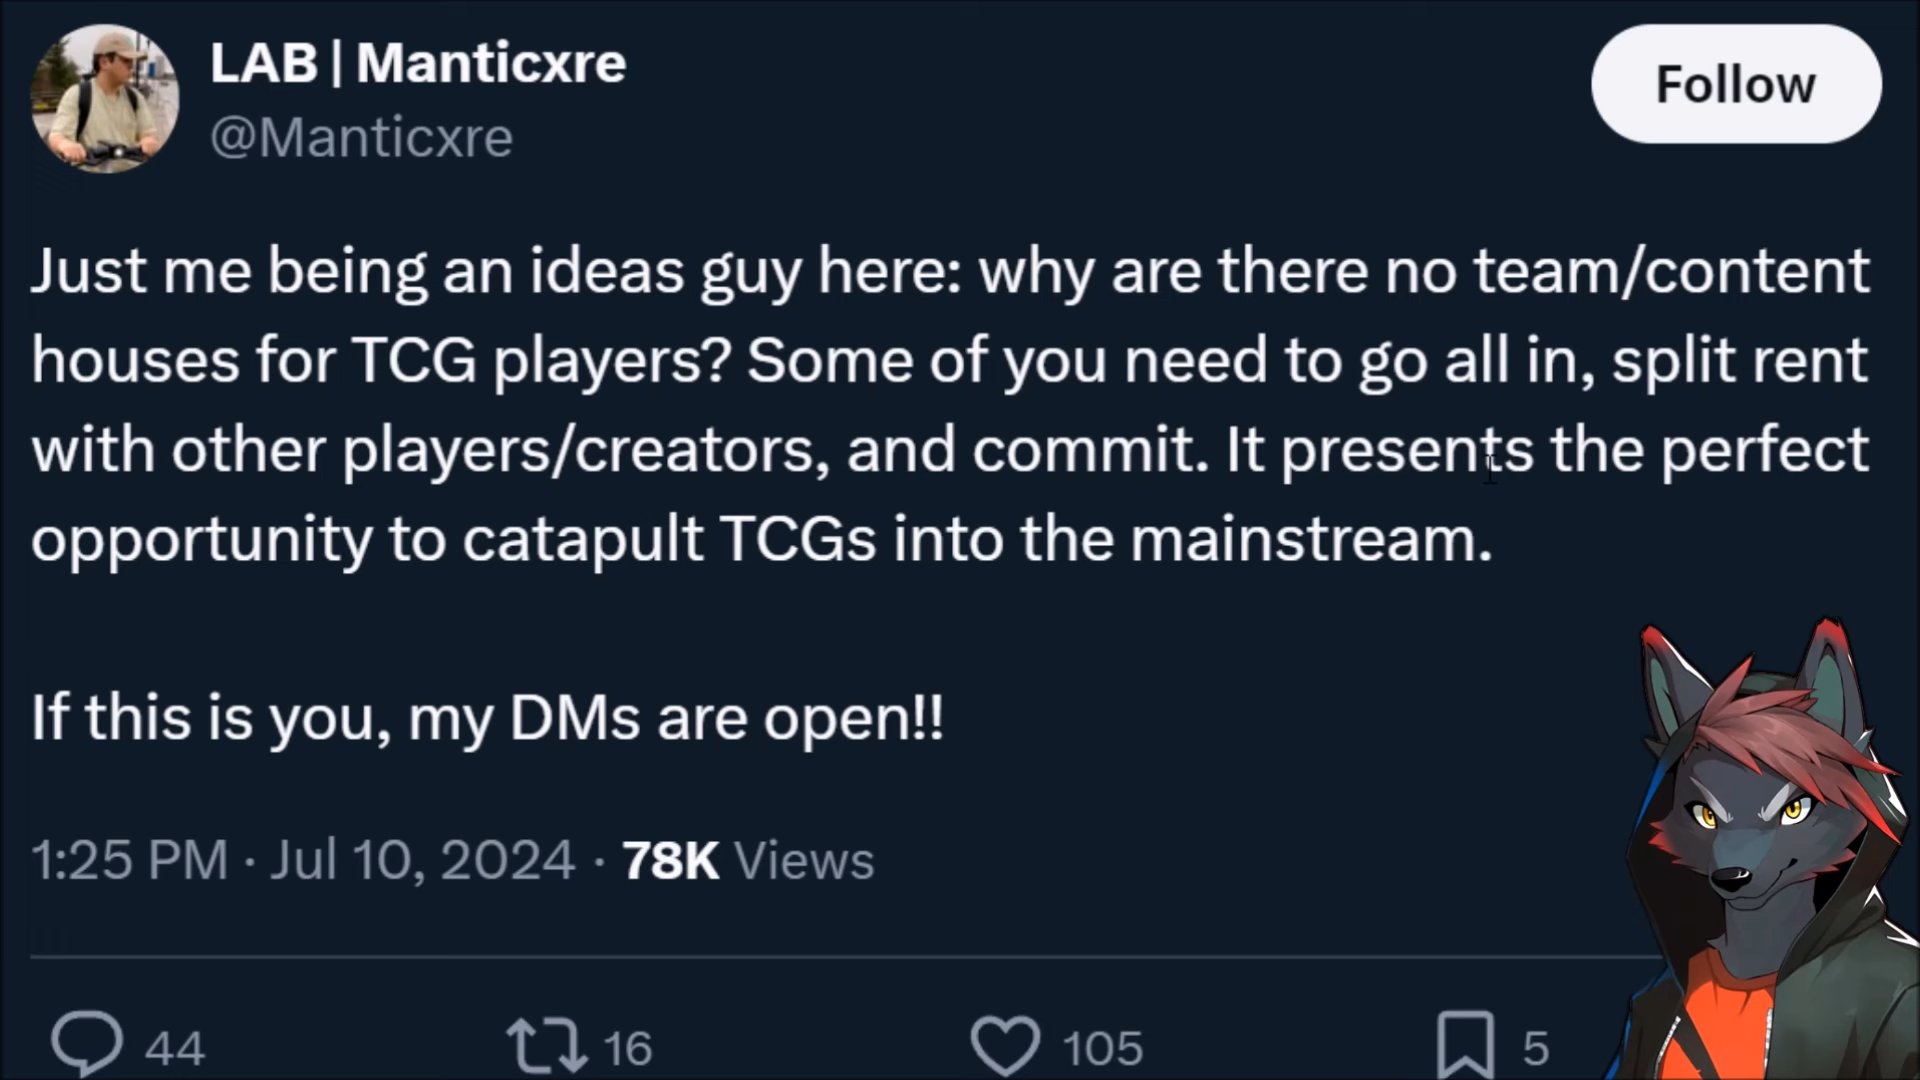 LAB | Manticxre
@Manticxre
Follow
Just me being an ideas guy here: why are there no team/content
houses for TCG players? Some of you need to go all in, split rent
with other players/creators, and commit. It presents the perfect
opportunity to catapult TCGs into the mainstream.
If this is you, my DMs are open!!
1:25 PM · Jul 10, 2024 · 78K Views
44 16 105 5